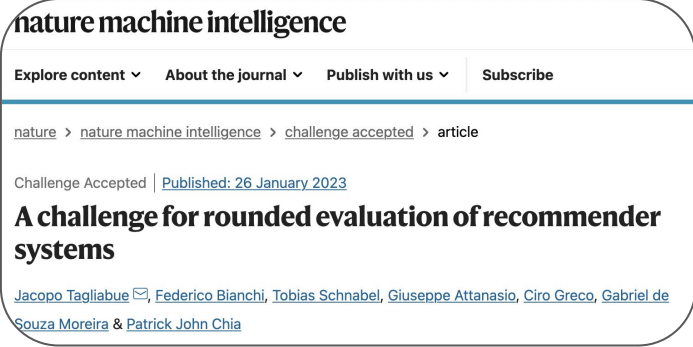 nature machine intelligence
Explore content About the journal Publish with us Subscribe
nature > nature machine intelligence > challenge accepted > article
Challenge Accepted | Published: 26 January 2023
A challenge for rounded evaluation of recommender
systems
Jacopo Tagliabue, Federico Bianchi, Tobias Schnabel, Giuseppe Attanasio, Ciro Greco, Gabriel de
Souza Moreira & Patrick John Chia